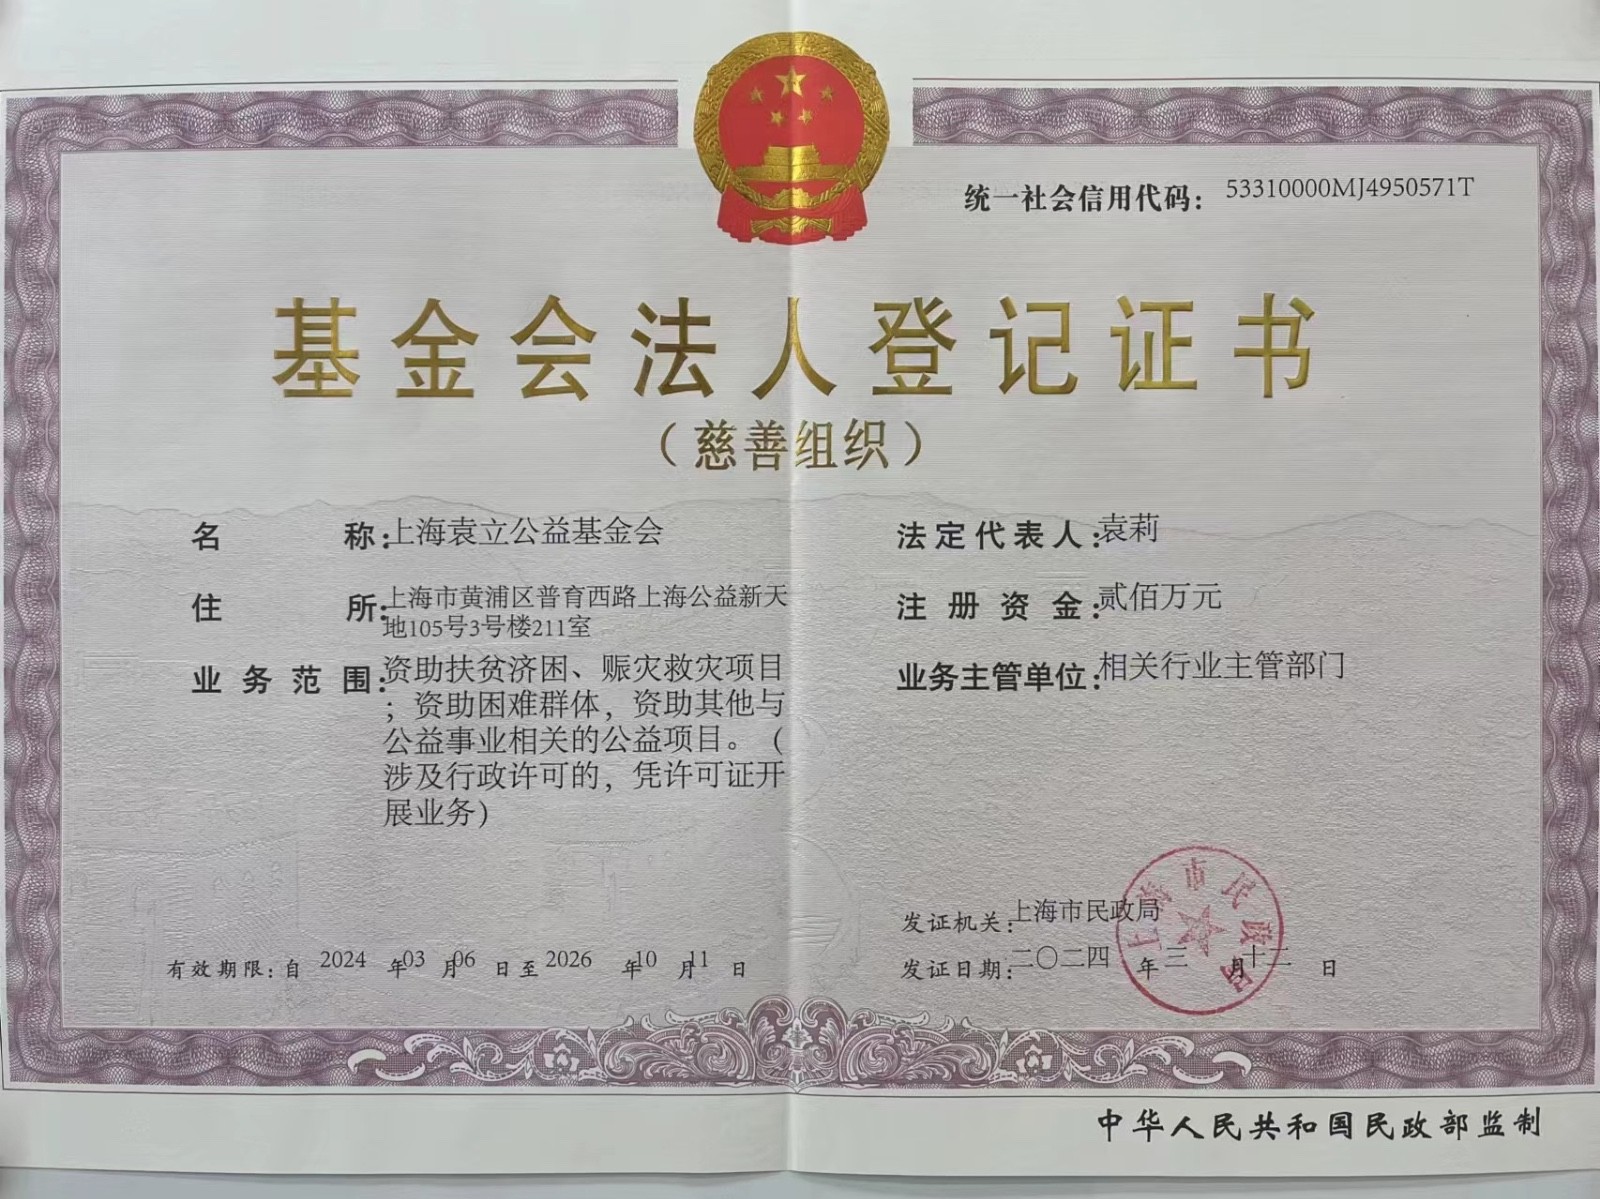 统一社会信用代码: 53310000MJ4950571T
基金会法人登记证书
（慈善组织）
名称:上海袁立公益基金会
住所:上海市黄浦区普育西路上海公益新天
地105号3号楼211室
业务范围:资助扶贫济困、赈灾救灾项目
；资助困难群体，资助其他与
公益事业相关的公益项目。（
涉及行政许可的，凭许可证开
展业务）
有效期限:自 2024 年 03 月 06 日至 2026 年 10 月 11 日
法定代表人:袁莉
注册资金:贰佰万元
业务主管单位:相关行业主管部门
发证机关:上海市民政局
发证日期:二〇二四 年 三 月 十二 日
上海市民政局
中华人民共和国民政部监制